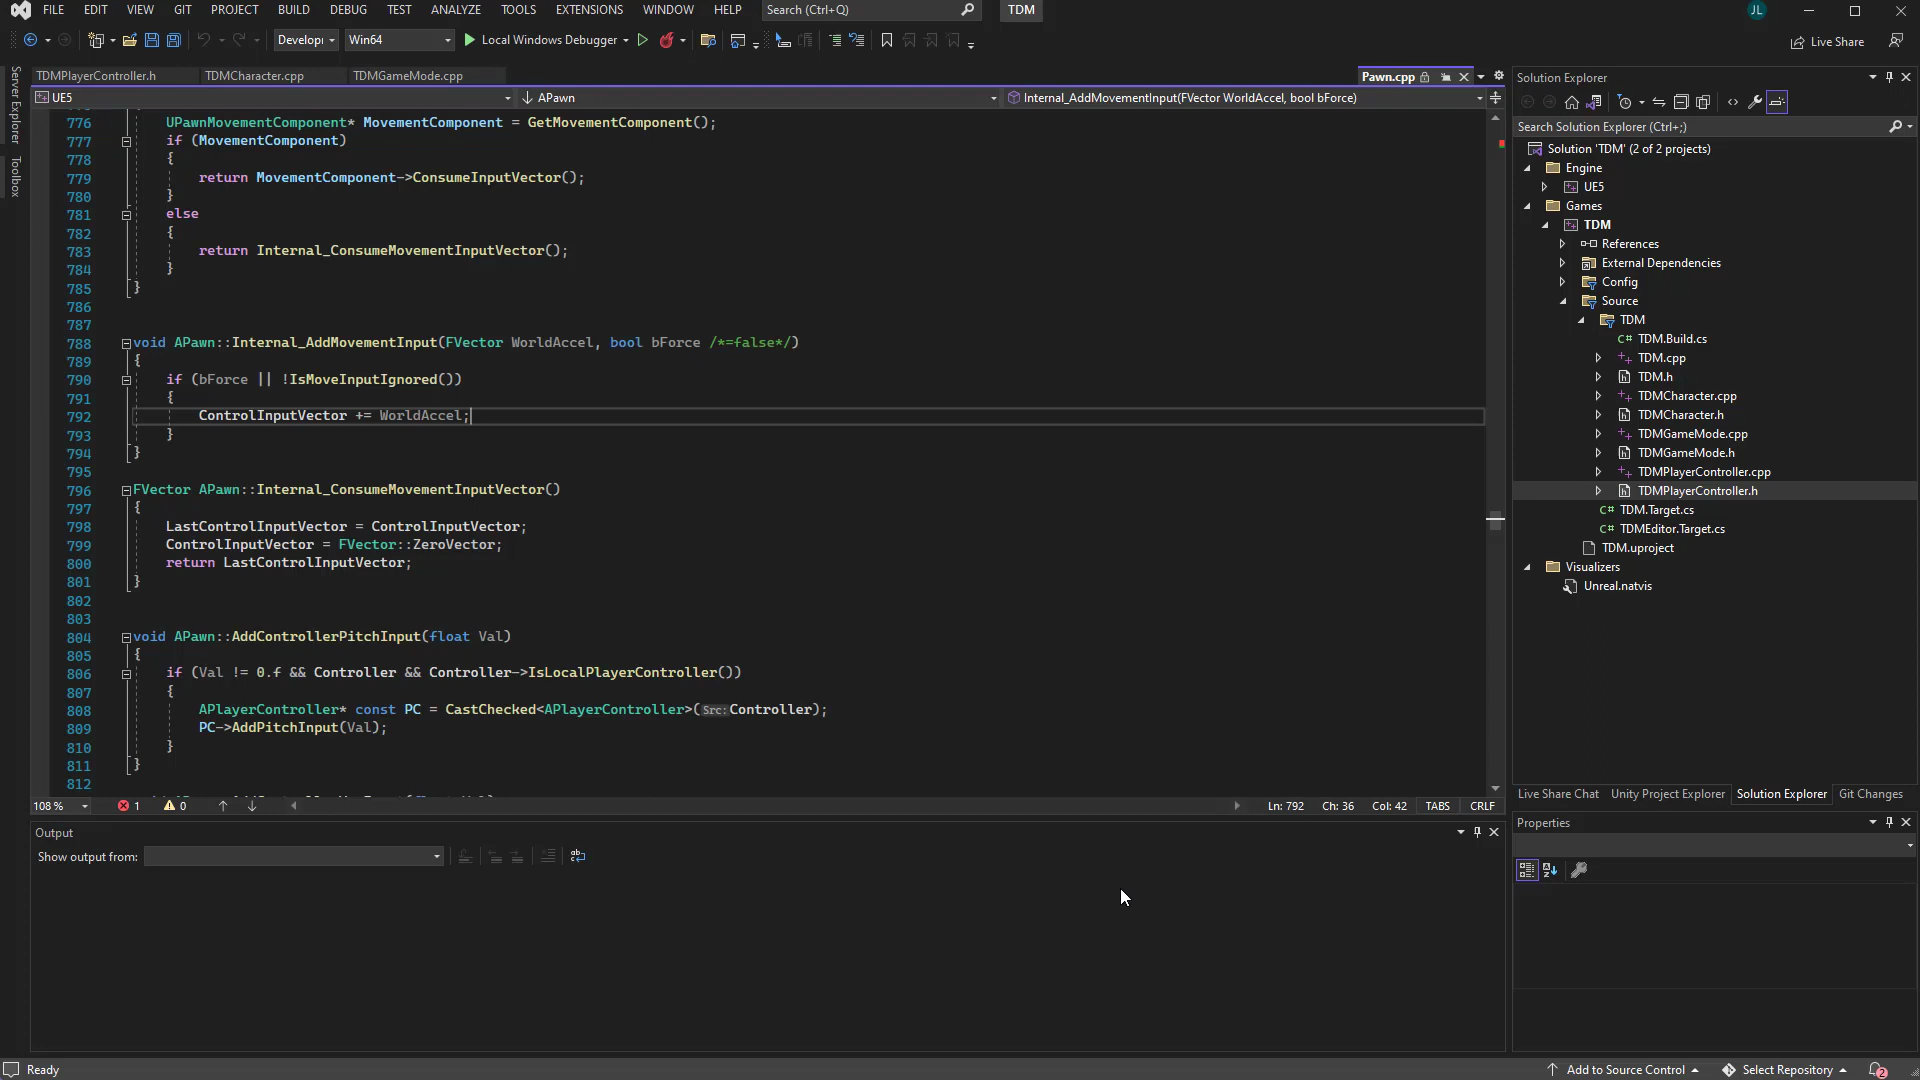 FILE EDIT VIEW GIT PROJECT BUILD DEBUG TEST ANALYZE TOOLS EXTENSIONS WINDOW HELP Search (Ctrl+Q) TDM JL
Develop Win64 Local Windows Debugger Live Share
Server Explorer
Toolbox
TDMPlayerController.h TDMCharacter.cpp TDMGameMode.cpp Pawn.cpp
UE5 APawn Internal_AddMovementInput(FVector WorldAccel, bool bForce)
776 UPawnMovementComponent* MovementComponent = GetMovementComponent();
777 if (MovementComponent)
778 {
779 return MovementComponent->ConsumeInputVector();
780 }
781 else
782 {
783 return Internal_ConsumeMovementInputVector();
784 }
785 }
786
787
788 void APawn::Internal_AddMovementInput(FVector WorldAccel, bool bForce /*=false*/)
789 {
790 if (bForce || !IsMoveInputIgnored())
791 {
792 ControlInputVector += WorldAccel;
793 }
794 }
795
796 FVector APawn::Internal_ConsumeMovementInputVector()
797 {
798 LastControlInputVector = ControlInputVector;
799 ControlInputVector = FVector::ZeroVector;
800 return LastControlInputVector;
801 }
802
803
804 void APawn::AddControllerPitchInput(float Val)
805 {
806 if (Val != 0.f && Controller && Controller->IsLocalPlayerController())
807 {
808 APlayerController* const PC = CastChecked<APlayerController>(Src: Controller);
809 PC->AddPitchInput(Val);
810 }
811 }
812
108 % 1 0 Ln: 792 Ch: 36 Col: 42 TABS CRLF
Output
Show output from:
Solution Explorer
Search Solution Explorer (Ctrl+;)
Solution 'TDM' (2 of 2 projects)
Engine
UE5
Games
TDM
References
External Dependencies
Config
Source
TDM
C# TDM.Build.cs
++ TDM.cpp
TDM.h
++ TDMCharacter.cpp
TDMCharacter.h
++ TDMGameMode.cpp
TDMGameMode.h
++ TDMPlayerController.cpp
TDMPlayerController.h
C# TDM.Target.cs
C# TDMEditor.Target.cs
TDM.uproject
Visualizers
Unreal.natvis
Live Share Chat Unity Project Explorer Solution Explorer Git Changes
Properties
Ready Add to Source Control Select Repository 2